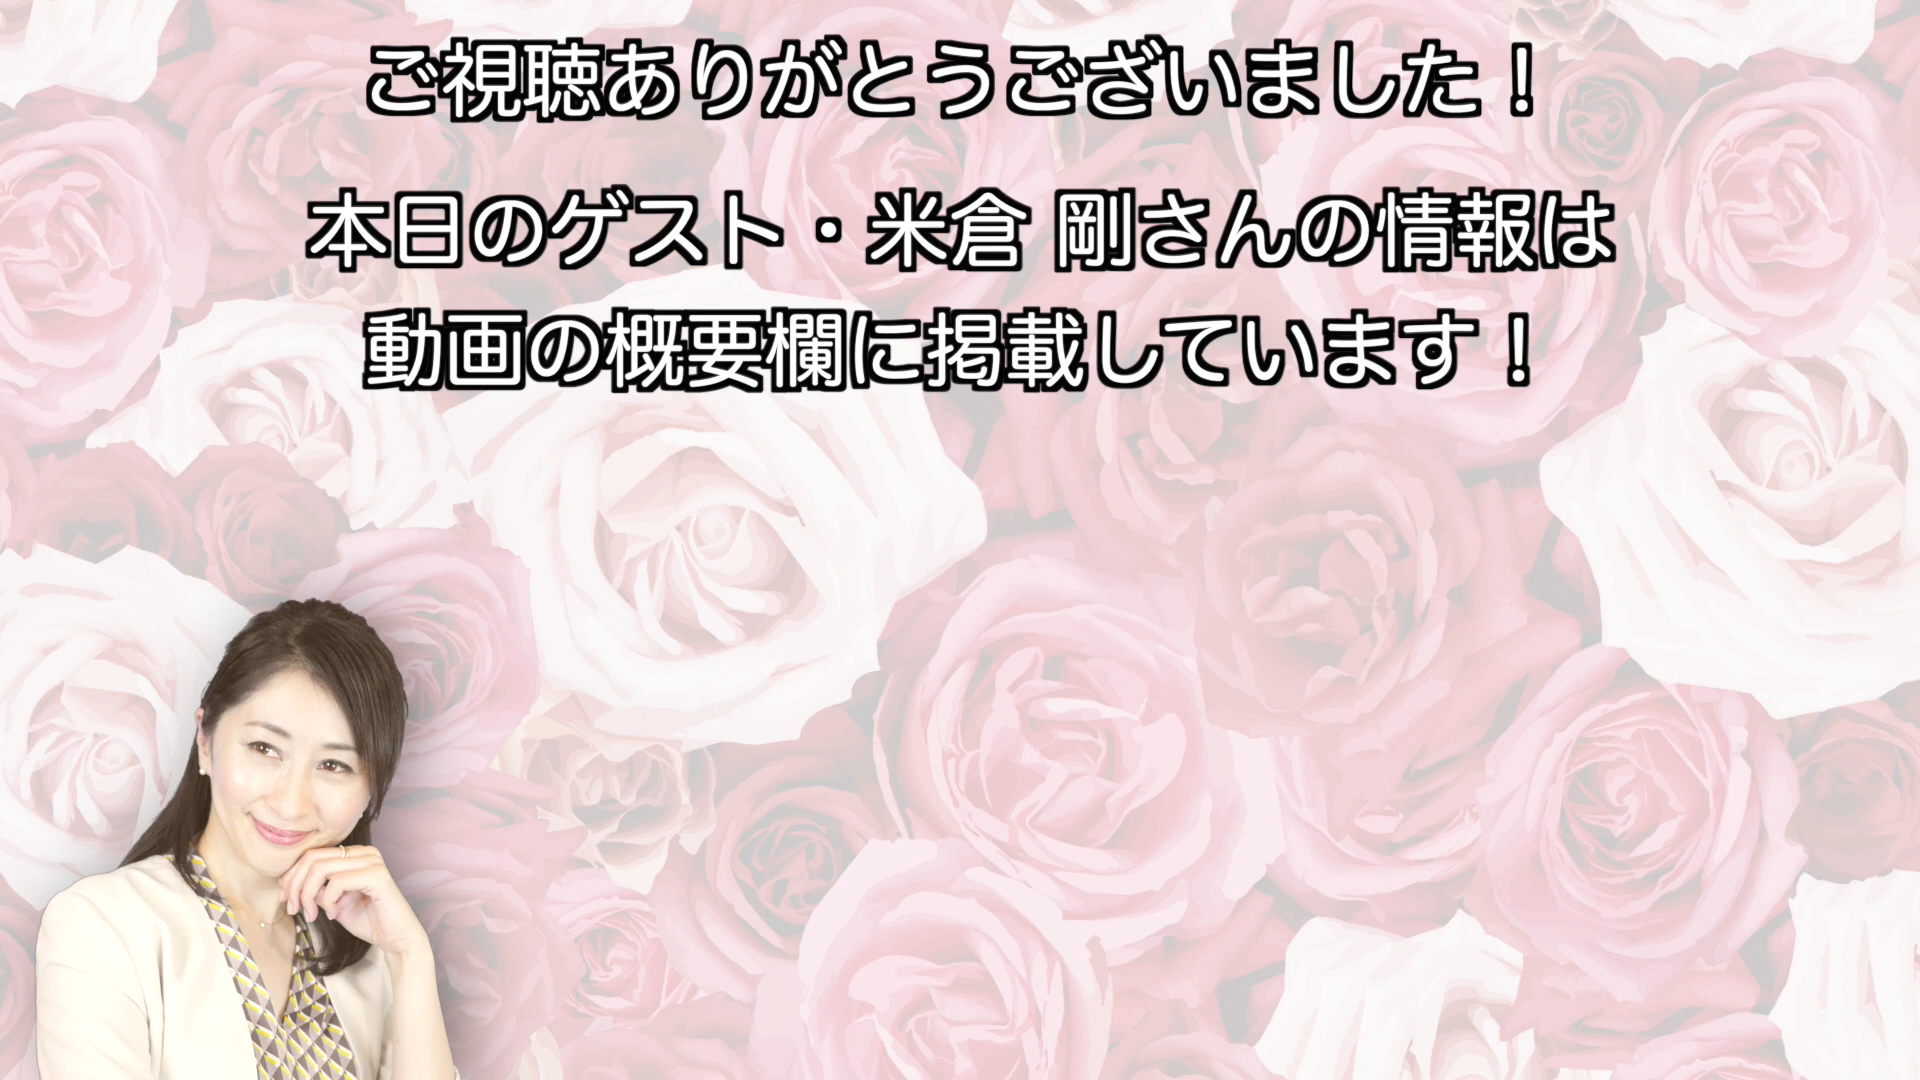 ご視聴ありがとうございました！
本日のゲスト・米倉 剛さんの情報は
動画の概要欄に掲載しています！